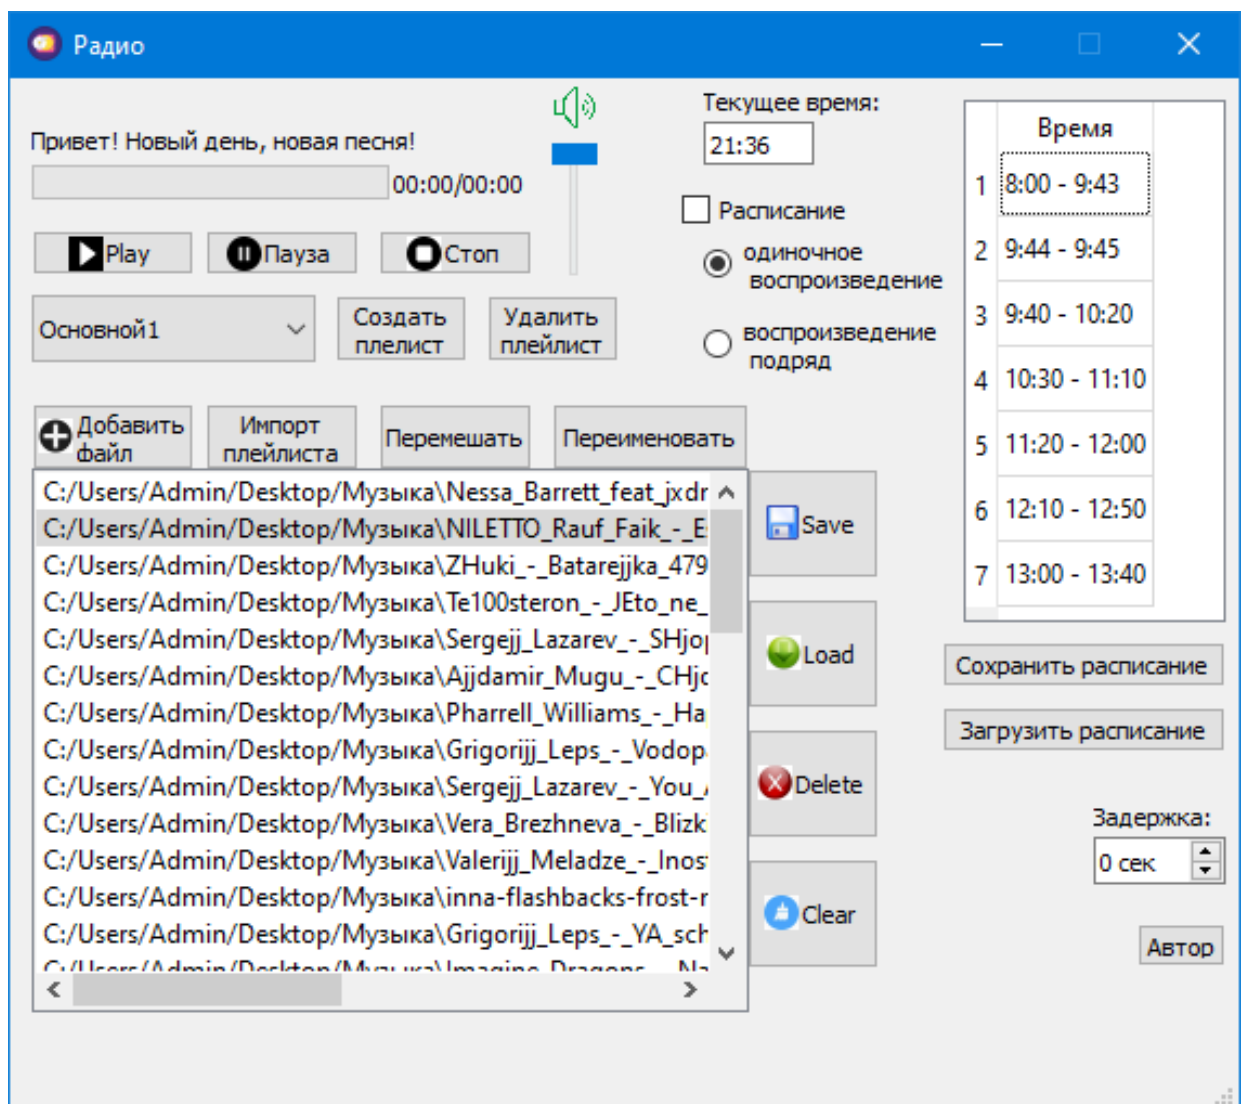 Радио
Привет! Новый день, новая песня!
00:00/00:00
Play
Пауза
Стоп
Основной1
Создать
плелист
Удалить
плейлист
Текущее время:
21:36
Расписание
одиночное
воспроизведение
воспроизведение
подряд
Добавить
файл
Импорт
плейлиста
Перемешать
Переименовать
C:/Users/Admin/Desktop/Музыка\Nessa_Barrett_feat_jxdr
C:/Users/Admin/Desktop/Музыка\NILETTO_Rauf_Faik_-_E
C:/Users/Admin/Desktop/Музыка\ZHuki_-_Batarejjka_479
C:/Users/Admin/Desktop/Музыка\Te100steron_-_JEto_ne_
C:/Users/Admin/Desktop/Музыка\Sergejj_Lazarev_-_SHjo
C:/Users/Admin/Desktop/Музыка\Ajjdamir_Mugu_-_CHjo
C:/Users/Admin/Desktop/Музыка\Pharrell_Williams_-_Ha
C:/Users/Admin/Desktop/Музыка\Grigorijj_Leps_-_Vodop
C:/Users/Admin/Desktop/Музыка\Sergejj_Lazarev_-_You_
C:/Users/Admin/Desktop/Музыка\Vera_Brezhneva_-_Blizk
C:/Users/Admin/Desktop/Музыка\Valerijj_Meladze_-_Inos
C:/Users/Admin/Desktop/Музыка\inna-flashbacks-frost-r
C:/Users/Admin/Desktop/Музыка\Grigorijj_Leps_-_YA_sch
C:/Users/Admin/Desktop/Музыка\Imagine_Dragons_-_Na
Save
Load
Delete
Clear
Время
1 8:00 - 9:43
2 9:44 - 9:45
3 9:40 - 10:20
4 10:30 - 11:10
5 11:20 - 12:00
6 12:10 - 12:50
7 13:00 - 13:40
Сохранить расписание
Загрузить расписание
Задержка:
0 сек
Автор